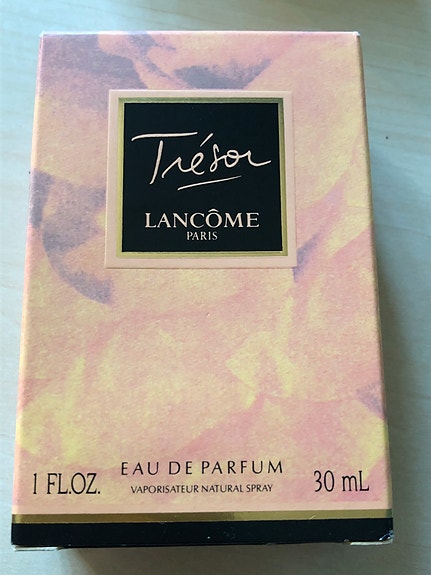 Trésor
LANCÔME
PARIS
EAU DE PARFUM
1 FL.OZ. VAPORISATEUR NATURAL SPRAY 30 mL